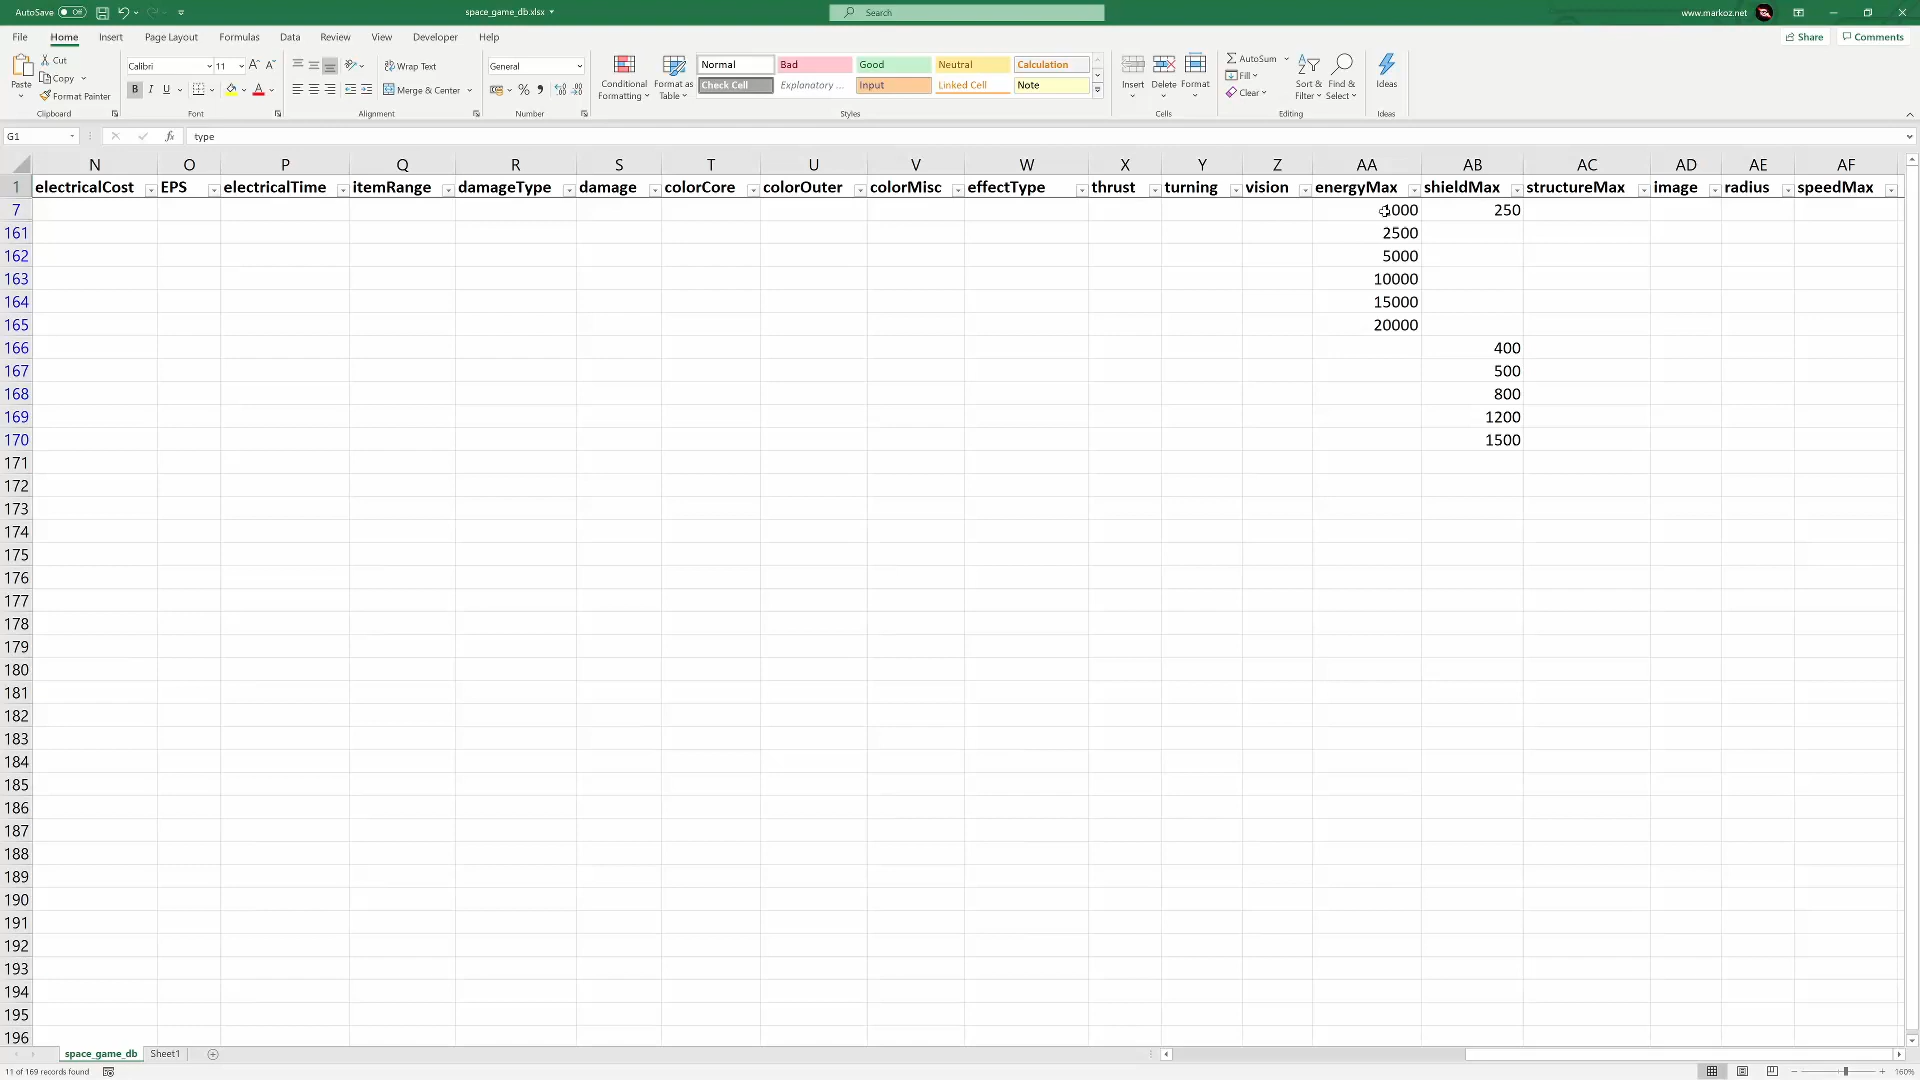 AutoSave Off space_game_db.xlsx Search www.markoz.net
File Home Insert Page Layout Formulas Data Review View Developer Help Share Comments
Paste Cut Copy Format Painter Clipboard
Calibri 11 B I U Font
Wrap Text Merge & Center Alignment
General % Number
Conditional Formatting Format as Table
Normal Bad Good Neutral Calculation
Check Cell Explanatory ... Input Linked Cell Note
Styles
Insert Delete Format Cells
AutoSum Fill Clear Sort & Filter Find & Select Editing
Ideas Ideas
G1 fx type
N O P Q R S T U V W X Y Z AA AB AC AD AE AF
1 electricalCost EPS electricalTime itemRange damageType damage colorCore colorOuter colorMisc effectType thrust turning vision energyMax shieldMax structureMax image radius speedMax
7 000 250
161 2500
162 5000
163 10000
164 15000
165 20000
166 400
167 500
168 800
169 1200
170 1500
171
172
173
174
175
176
177
178
179
180
181
182
183
184
185
186
187
188
189
190
191
192
193
194
195
196
space_game_db Sheet1
11 of 169 records found 160%